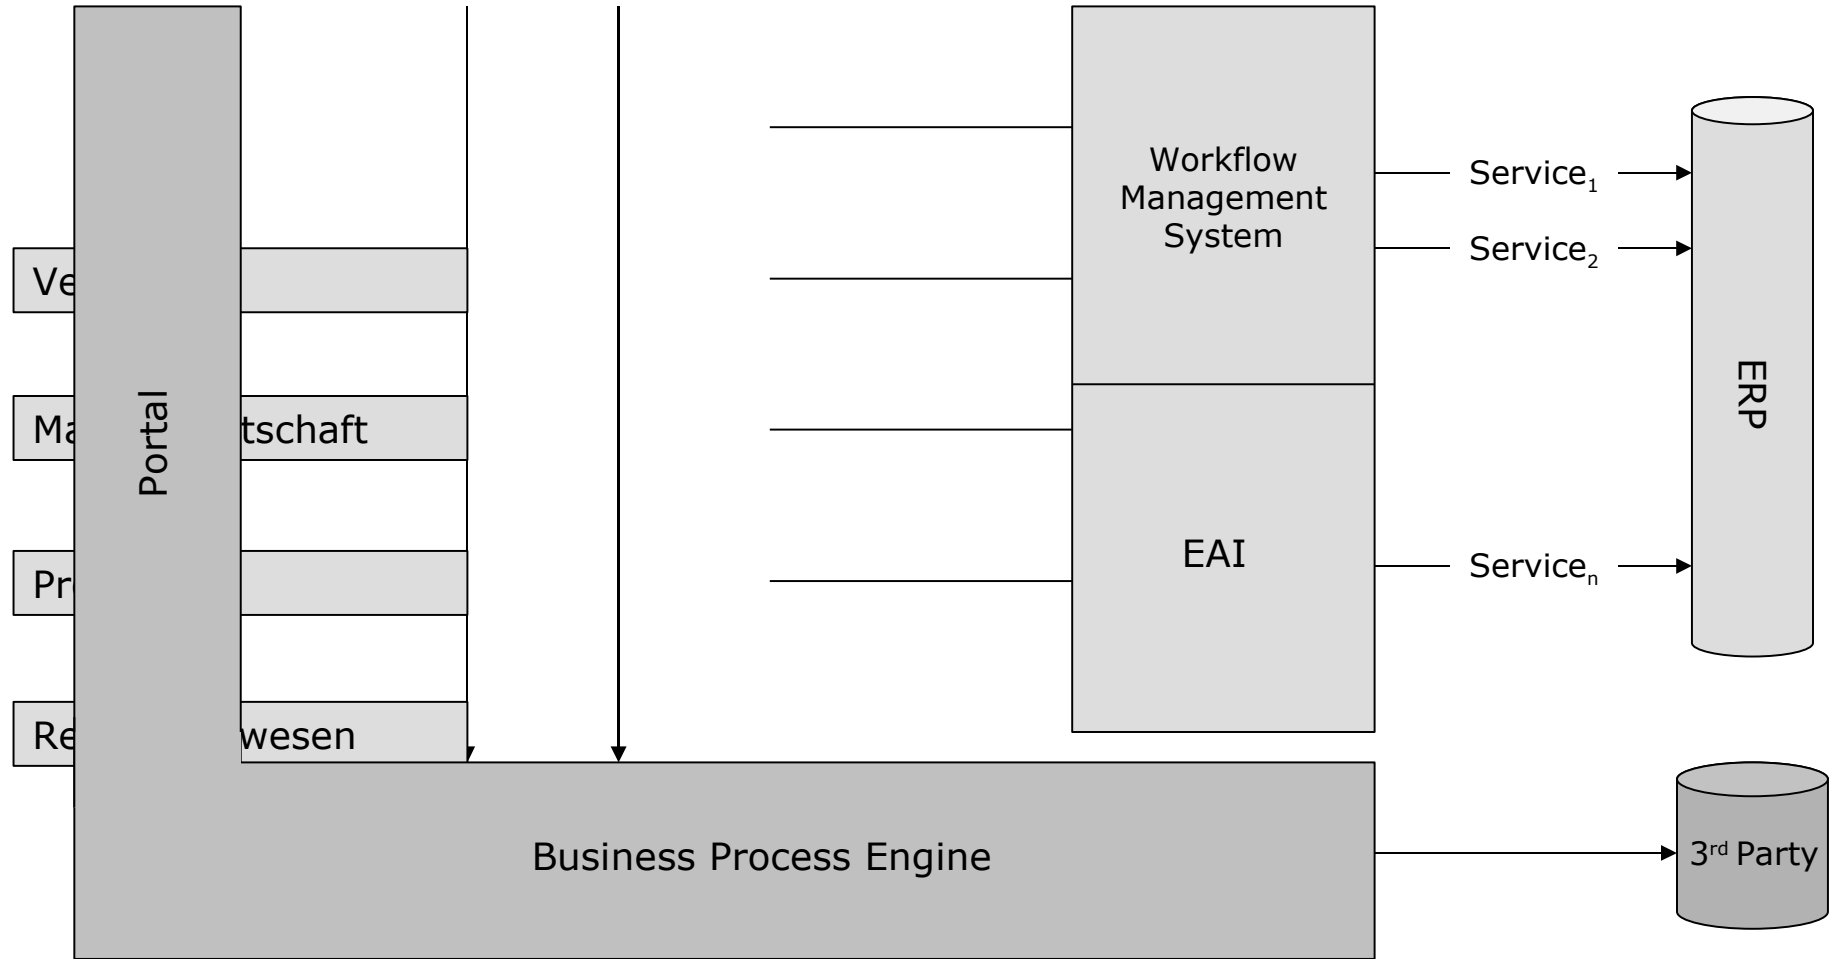 Workflow
Management
System
Service1
Service2
Ve
ERP
Portal
Ma tschaft
EAI
Servicen
Pr
Re wesen
Business Process Engine
3rd Party